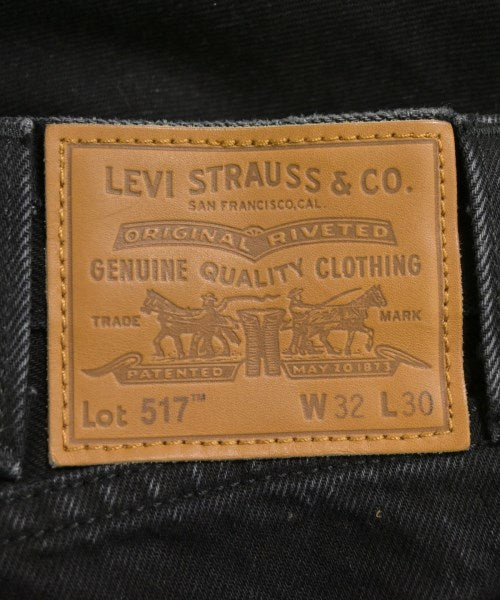 LEVI STRAUSS & CO.
SAN FRANCISCO, CAL.
ORIGINAL RIVETED
GENUINE QUALITY CLOTHING
TRADE MARK
PATENTED MAY 20 1873
Lot 517™ W 32 L 30